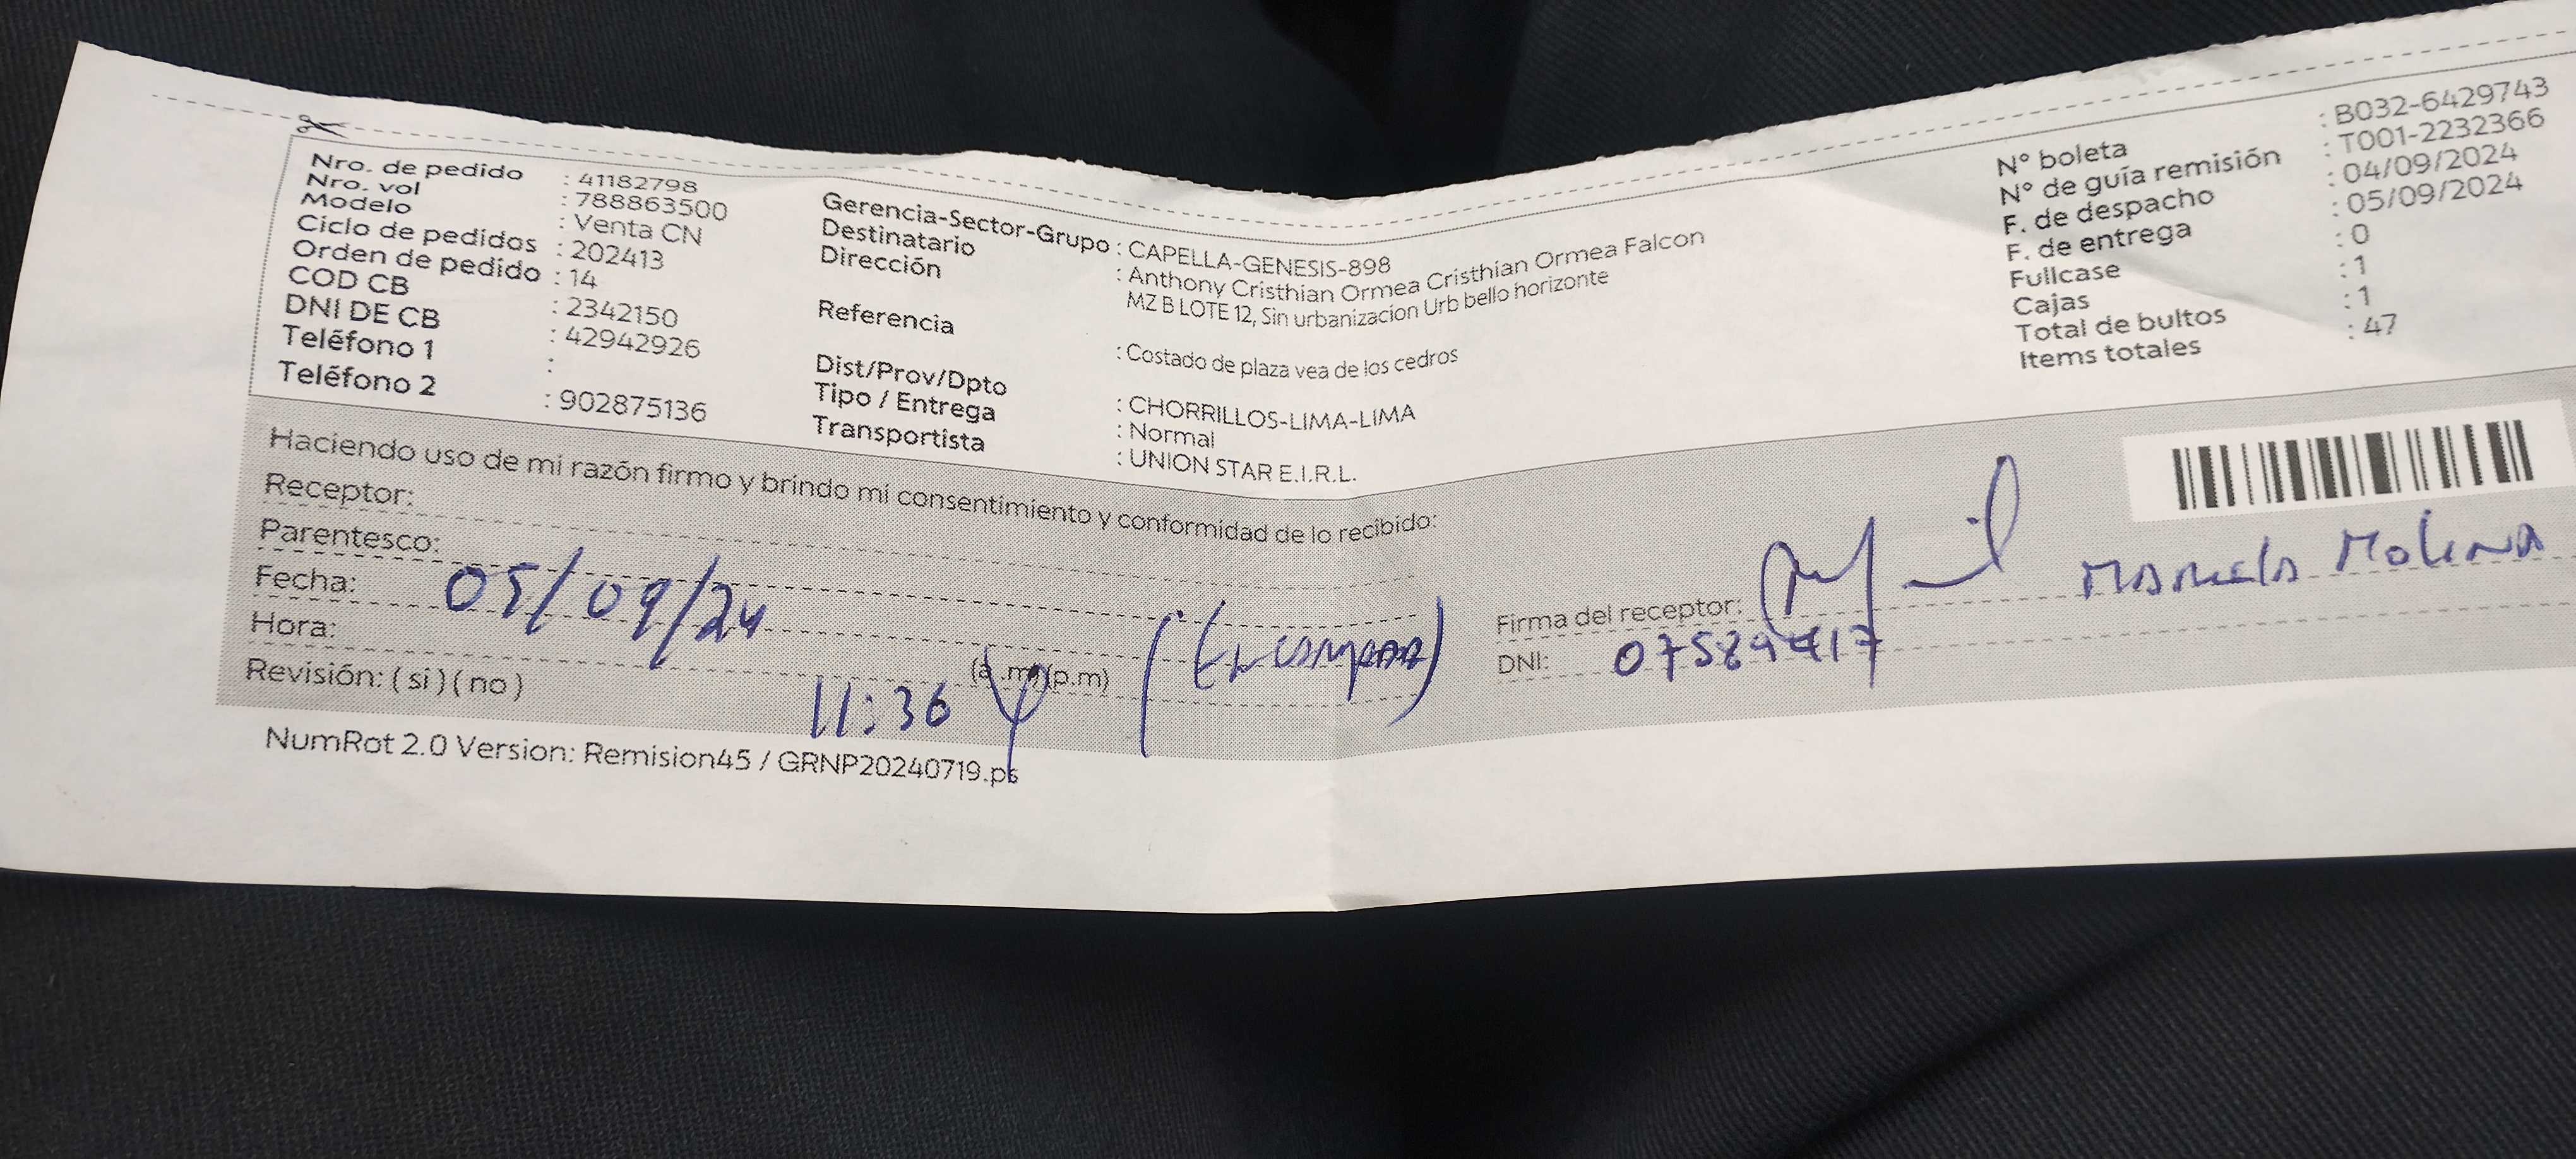 Nro. de pedido : 41182798
Nro. vol : 788863500
Modelo : Venta CN
Ciclo de pedidos : 202413
Orden de pedido : 14
COD CB : 2342150
DNI DE CB : 42942926
Teléfono 1 :
Teléfono 2 : 902875136
Gerencia-Sector-Grupo : CAPELLA-GENESIS-898
Destinatario : Anthony Cristhian Ormea Cristhian Ormea Falcon
Dirección MZ B LOTE 12, Sin urbanizacion Urb bello horizonte
Referencia : Costado de plaza vea de los cedros
Dist/Prov/Dpto : CHORRILLOS-LIMA-LIMA
Tipo / Entrega : Normal
Transportista : UNION STAR E.I.R.L.
N° boleta : B032-6429743
N° de guía remisión : T001-2232366
F. de despacho : 04/09/2024
F. de entrega : 05/09/2024
Fullcase : 0
Cajas : 1
Total de bultos : 1
Items totales : 47
Haciendo uso de mi razón firmo y brindo mi consentimiento y conformidad de lo recibido:
Receptor:
Parentesco:
Fecha: 05/09/24
Hora: 11:36 (a.m)(p.m)
Revisión: (si)(no)
Firma del receptor: Molina
DNI:
NumRot 2.0 Version: Remision45 / GRNP20240719.ps